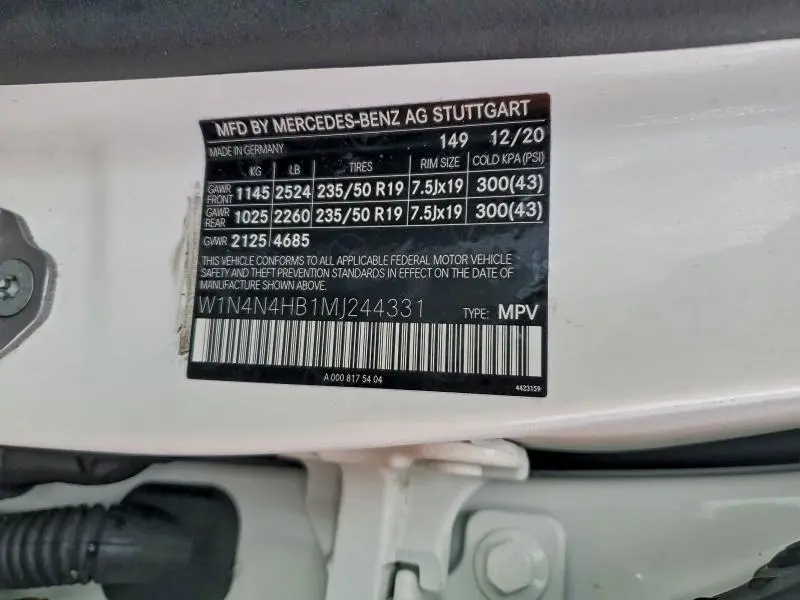 MFD BY MERCEDES-BENZ AG STUTTGART
MADE IN GERMANY 149 12/20
KG LB TIRES RIM SIZE COLD KPA (PSI)
GAWR FRONT 1145 2524 235/50 R19 7.5Jx19 300(43)
GAWR REAR 1025 2260 235/50 R19 7.5Jx19 300(43)
GVWR 2125 4685
THIS VEHICLE CONFORMS TO ALL APPLICABLE FEDERAL MOTOR VEHICLE
SAFETY AND THEFT PREVENTION STANDARDS IN EFFECT ON THE DATE OF
MANUFACTURE SHOWN ABOVE.
W1N4N4HB1MJ244331 TYPE: MPV
A 000 817 54 04
4423159